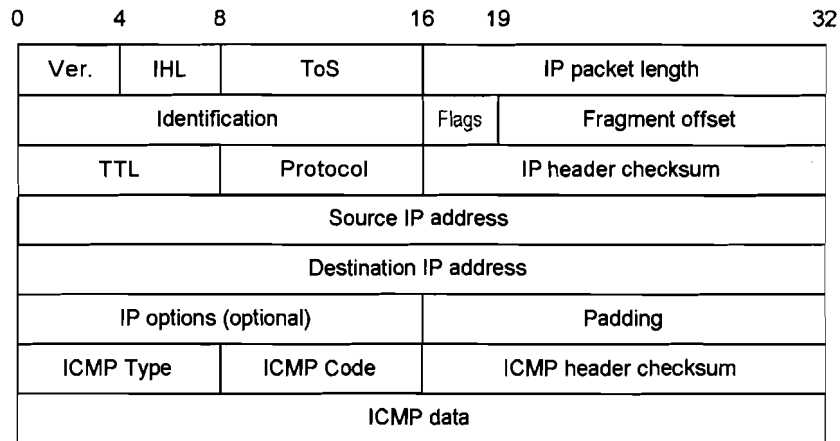 0 4 8 16 19 32
Ver. IHL ToS IP packet length
Identification Flags Fragment offset
TTL Protocol IP header checksum
Source IP address
Destination IP address
IP options (optional) Padding
ICMP Type ICMP Code ICMP header checksum
ICMP data